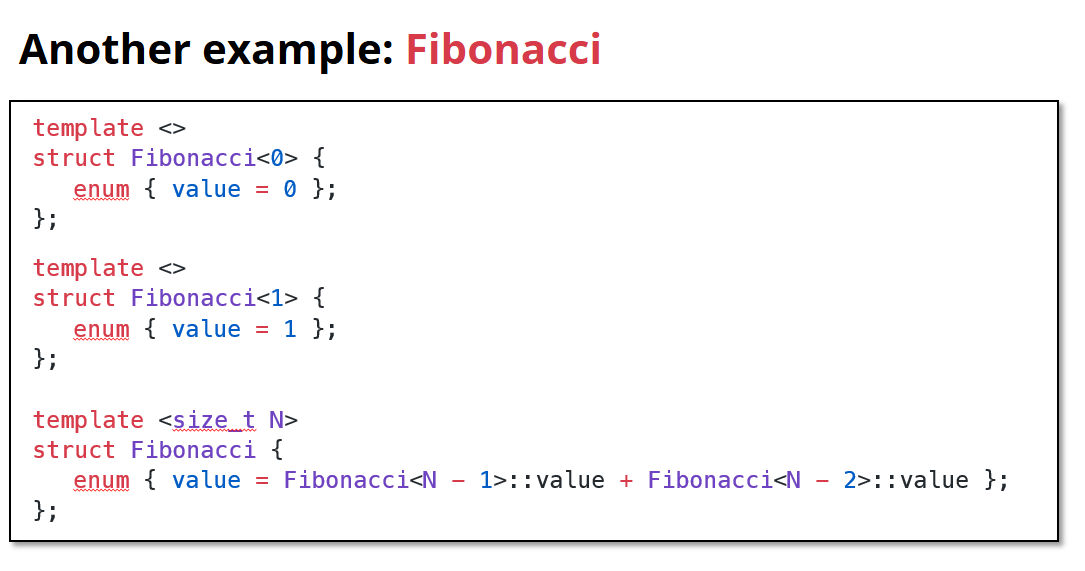 Another example: Fibonacci
template <>
struct Fibonacci<0> {
enum { value = 0 };
};
template <>
struct Fibonacci<1> {
enum { value = 1 };
};
template <size_t N>
struct Fibonacci {
enum { value = Fibonacci<N - 1>::value + Fibonacci<N - 2>::value };
};